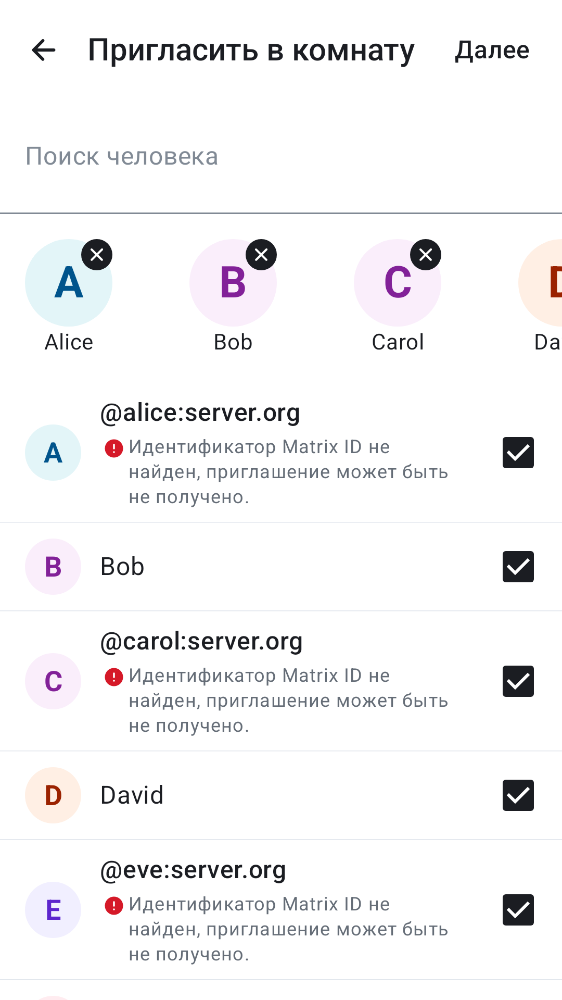 Пригласить в комнату Далее
Поиск человека
A B C D
Alice Bob Carol Da
@alice:server.org
A
Идентификатор Matrix ID не
найден, приглашение может быть
не получено.
B Bob
@carol:server.org
C
Идентификатор Matrix ID не
найден, приглашение может быть
не получено.
D David
@eve:server.org
E
Идентификатор Matrix ID не
найден, приглашение может быть
не получено.